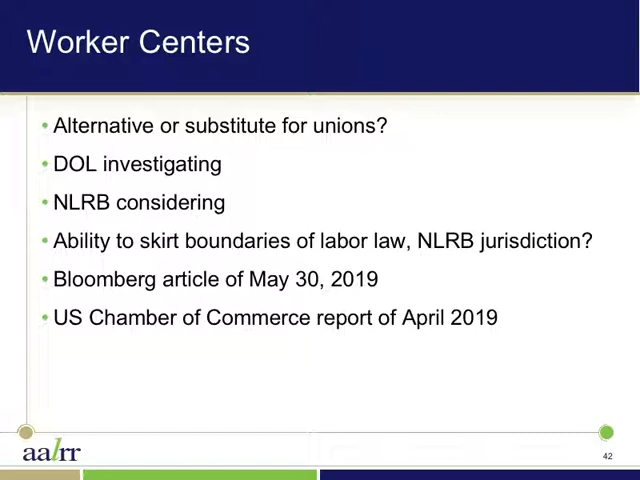 Worker Centers
• Alternative or substitute for unions?
• DOL investigating
• NLRB considering
• Ability to skirt boundaries of labor law, NLRB jurisdiction?
• Bloomberg article of May 30, 2019
• US Chamber of Commerce report of April 2019
aalrr
42